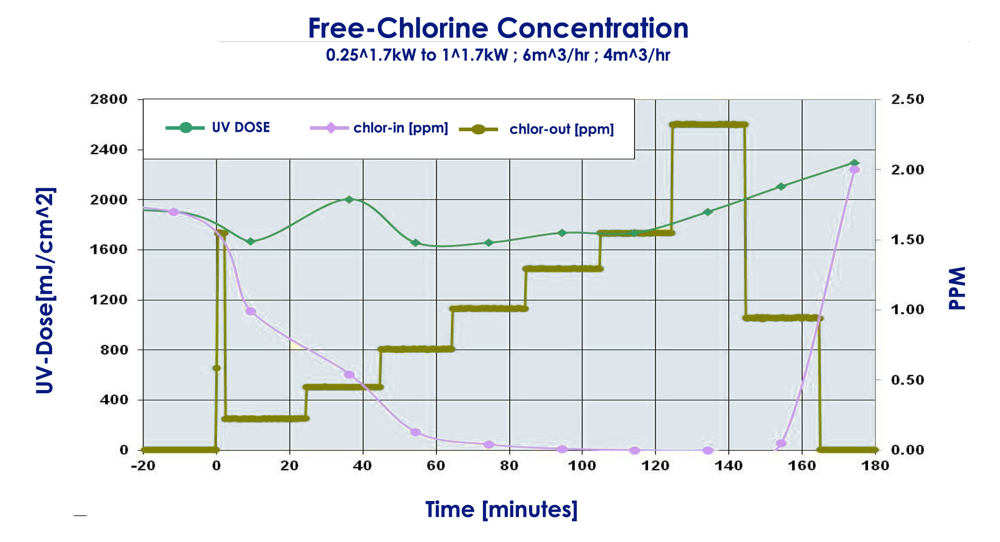 Free-Chlorine Concentration
0.25^1.7kW to 1^1.7kW ; 6m^3/hr ; 4m^3/hr
UV DOSE chlor-in [ppm] chlor-out [ppm]
2800
2400
2000
1600
1200
800
400
0
UV-Dose[mJ/cm^2]
2.50
2.00
1.50
1.00
0.50
0.00
PPM
-20 0 20 40 60 80 100 120 140 160 180
Time [minutes]